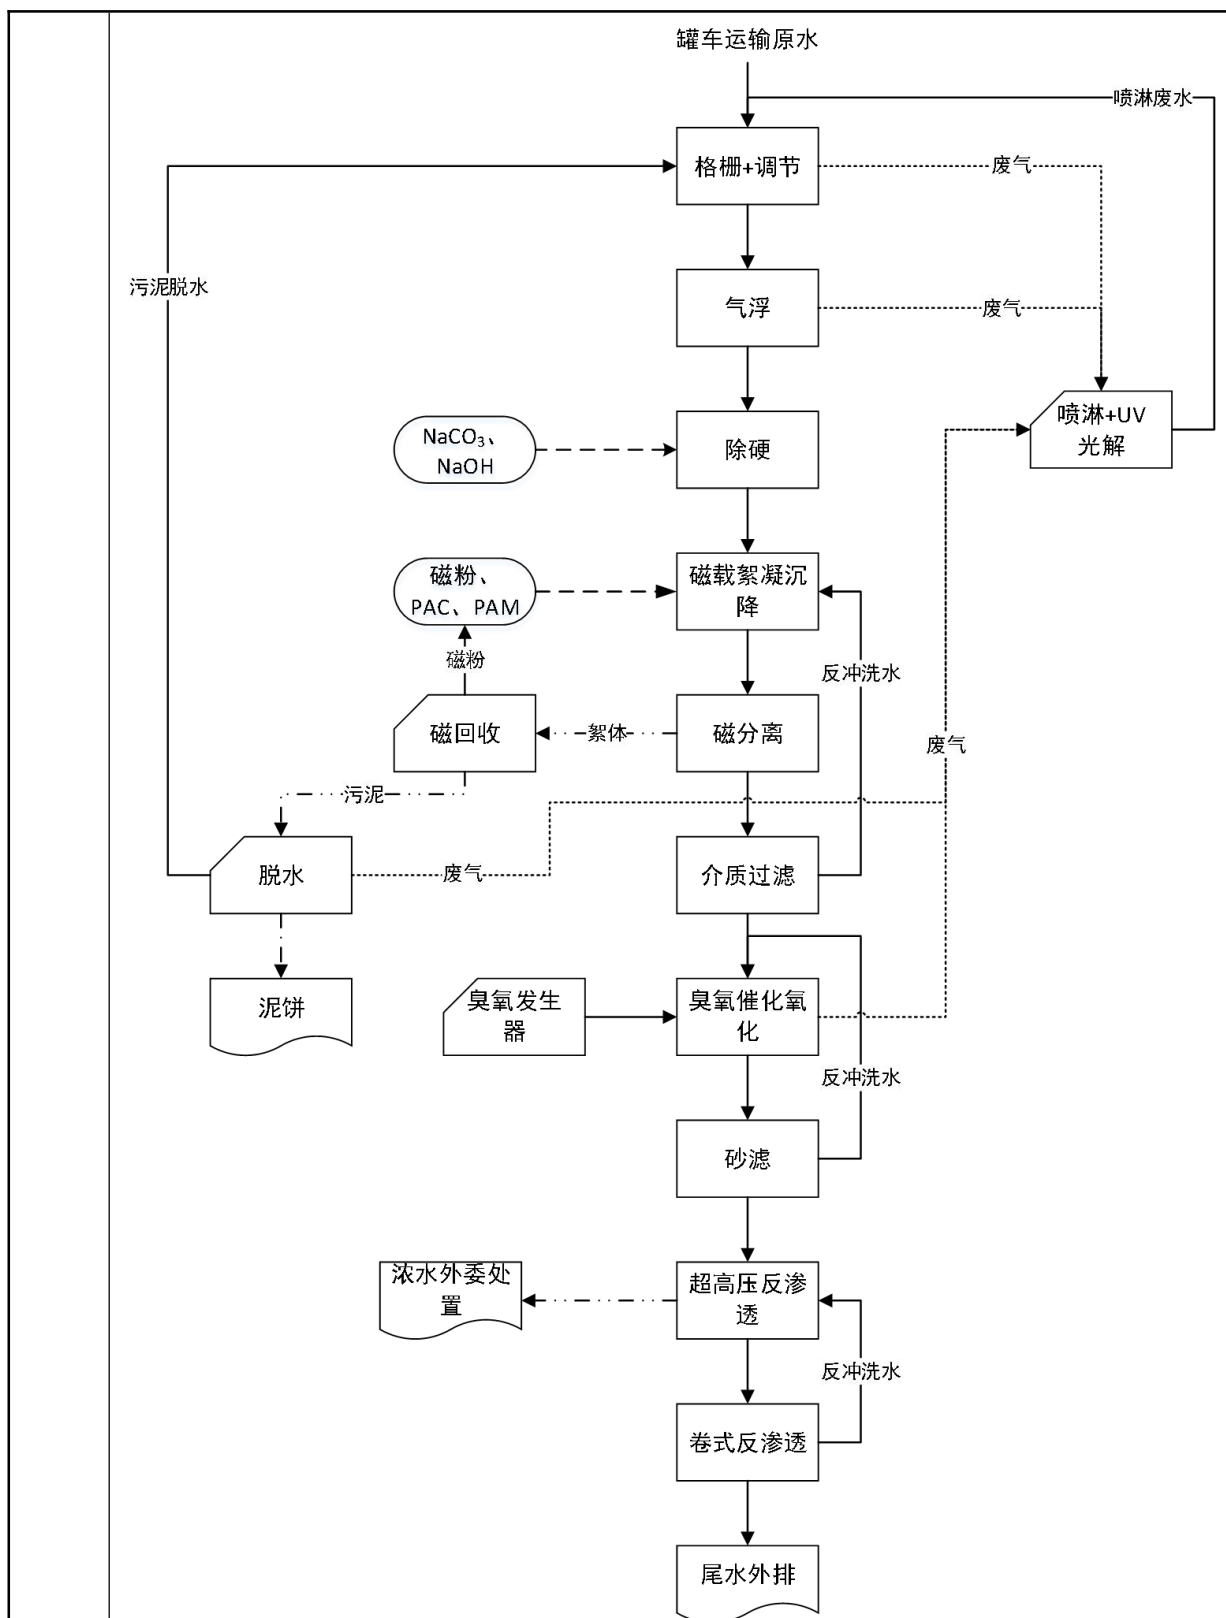 罐车运输原水
喷淋废水
格栅+调节
废气
污泥脱水
气浮
废气
NaCO₃、
NaOH
除硬
喷淋+UV
光解
磁粉、
PAC、PAM
磁载絮凝沉
降
磁粉
反冲洗水
磁回收
絮体
磁分离
废气
污泥
脱水
废气
介质过滤
泥饼
臭氧发生
器
臭氧催化氧
化
反冲洗水
砂滤
浓水外委处
置
超高压反渗
透
反冲洗水
卷式反渗透
尾水外排